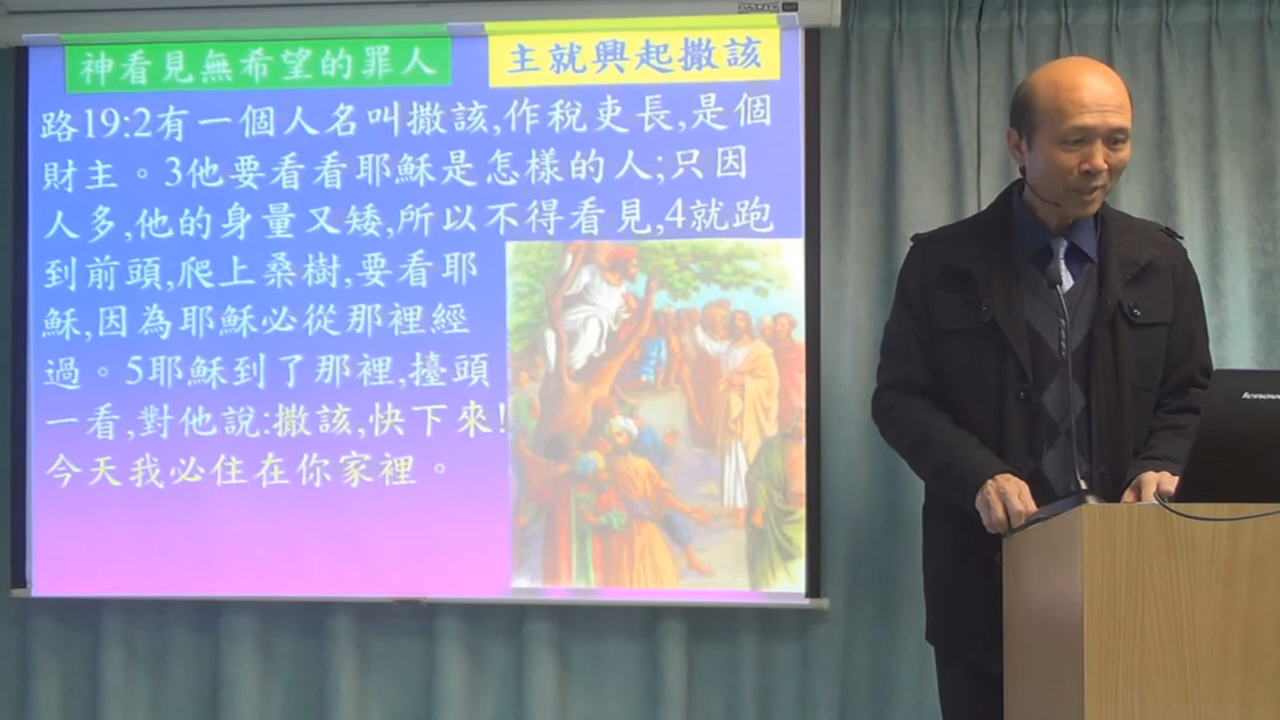 DA-LITE
神看見無希望的罪人
主就興起撒該
路19:2有一個人名叫撒該,作稅吏長,是個
財主。3他要看看耶穌是怎樣的人;只因
人多,他的身量又矮,所以不得看見,4就跑
到前頭,爬上桑樹,要看耶
穌,因為耶穌必從那裡經
過。5耶穌到了那裡,擡頭
一看,對他說:撒該,快下來!
今天我必住在你家裡。
lenovo